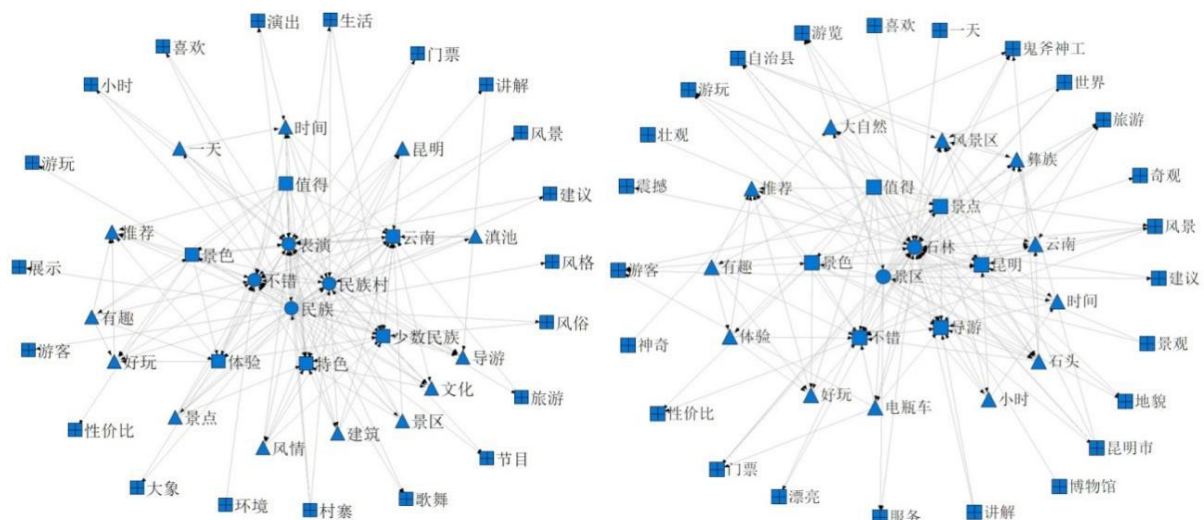 演出
生活
喜欢
门票
小时
讲解
时间
风景
一天
昆明
游玩
值得
建议
推荐
表演
云南
滇池
景色
展示
不错
民族村
风格
民族
有趣
少数民族
风俗
游客
好玩
体验
特色
导游
文化
旅游
景点
景区
性价比
风情
建筑
节目
大象
环境
村寨
歌舞
游览
喜欢
一天
鬼斧神工
自治县
世界
游玩
大自然
风景区
旅游
壮观
彝族
震撼
推荐
值得
奇观
景点
风景
石林
云南
游客
有趣
景色
景区
昆明
建议
时间
神奇
体验
不错
导游
石头
景观
好玩
电瓶车
小时
地貌
性价比
昆明市
门票
博物馆
漂亮
服务
讲解